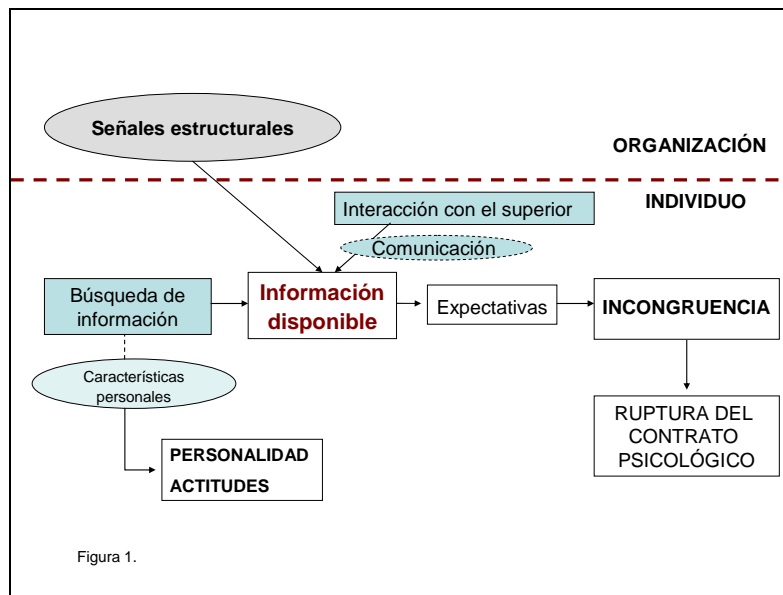 Señales estructurales
ORGANIZACIÓN
INDIVIDUO
Interacción con el superior
Comunicación
Búsqueda de
información
Información
disponible
Expectativas
INCONGRUENCIA
Características
personales
RUPTURA DEL
CONTRATO
PSICOLÓGICO
PERSONALIDAD
ACTITUDES
Figura 1.